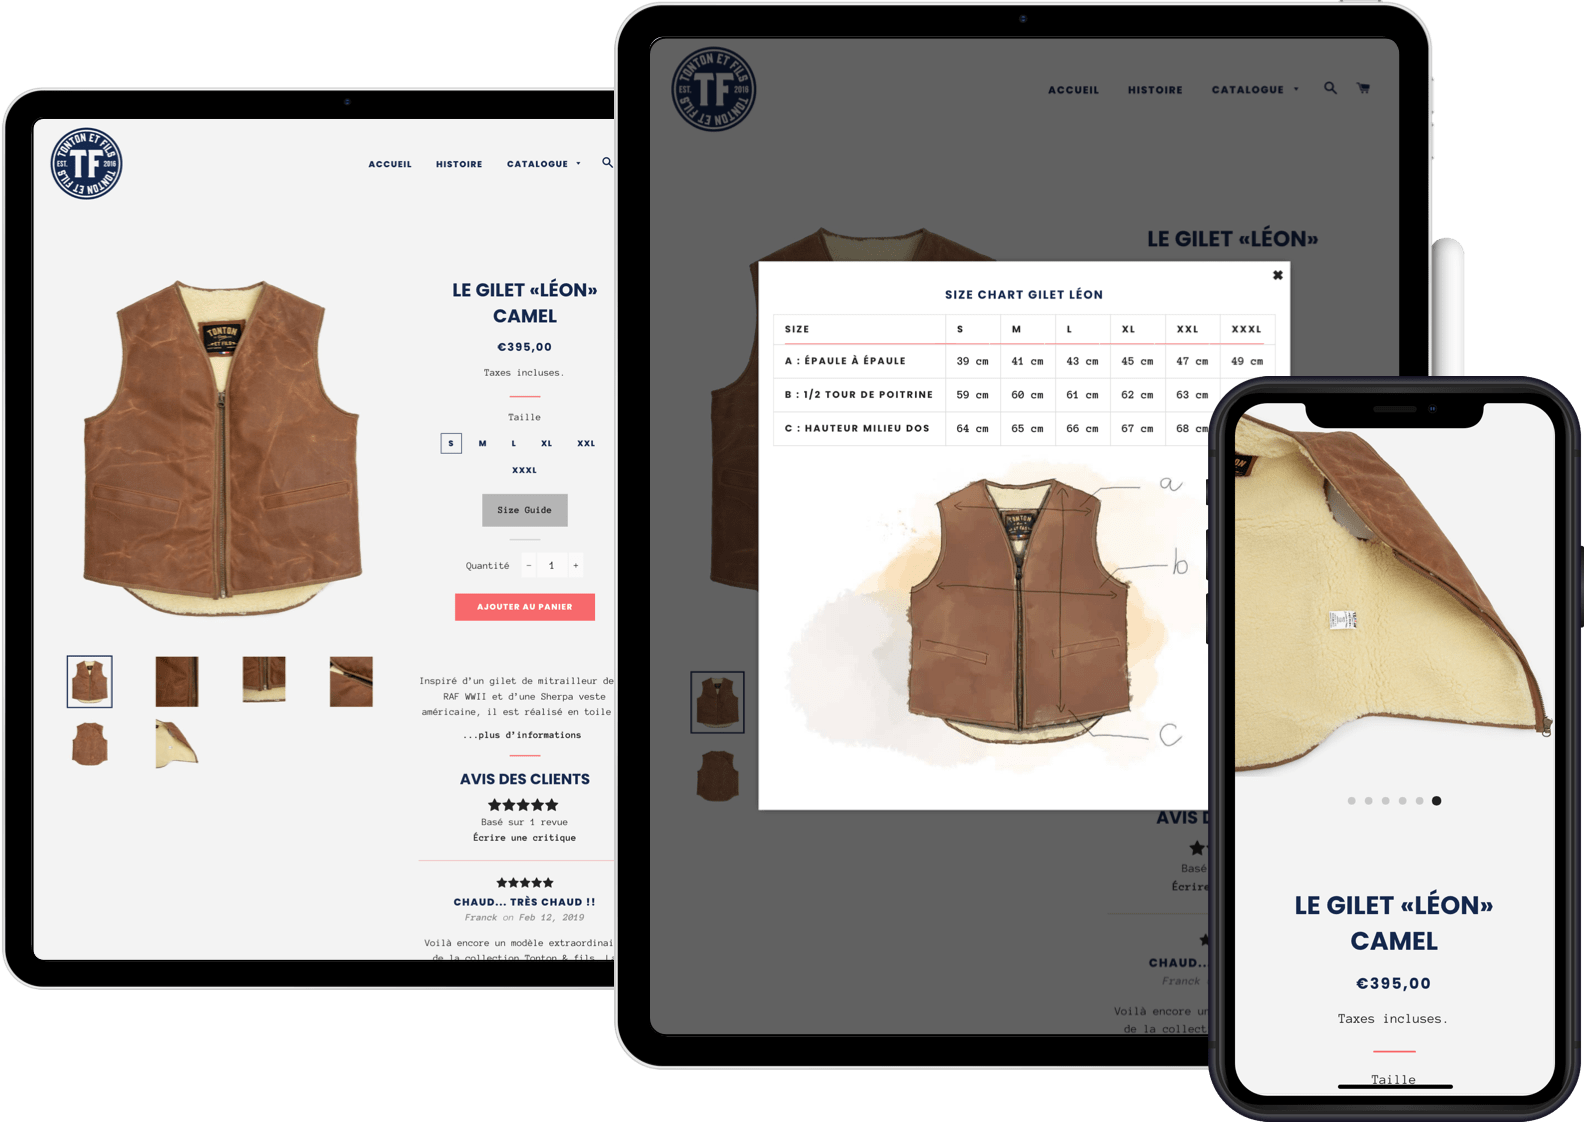 TONTON ET FILS
EST. TF 2016
TONTON ET FILS
ACCUEIL HISTOIRE CATALOGUE
TONTON
ET FILS
LE GILET «LÉON»
CAMEL
€395,00
Taxes incluses.
Taille
S M L XL XXL
XXXL
Size Guide
Quantité − 1 +
AJOUTER AU PANIER
Inspiré d'un gilet de mitrailleur de
RAF WWII et d'une Sherpa veste
américaine, il est réalisé en toile
...plus d'informations
AVIS DES CLIENTS
Basé sur 1 revue
Écrire une critique
CHAUD... TRÈS CHAUD !!
Franck on Feb 12, 2019
Voilà encore un modèle extraordinai
de la collection Tonton & fils. La
TONTON ET FILS
EST. TF 2016
TONTON ET FILS
ACCUEIL HISTOIRE CATALOGUE
LE GILET «LÉON»
✖
SIZE CHART GILET LÉON
SIZE S M L XL XXL XXXL
A : ÉPAULE À ÉPAULE 39 cm 41 cm 43 cm 45 cm 47 cm 49 cm
B : 1/2 TOUR DE POITRINE 59 cm 60 cm 61 cm 62 cm 63 cm
C : HAUTEUR MILIEU DOS 64 cm 65 cm 66 cm 67 cm 68 cm
a
TONTON
b
c
AVIS D
Basé
Écrire
CHAUD..
Franck
Voilà encore un
de la collect
LE GILET «LÉON»
CAMEL
€395,00
Taxes incluses.
Taille